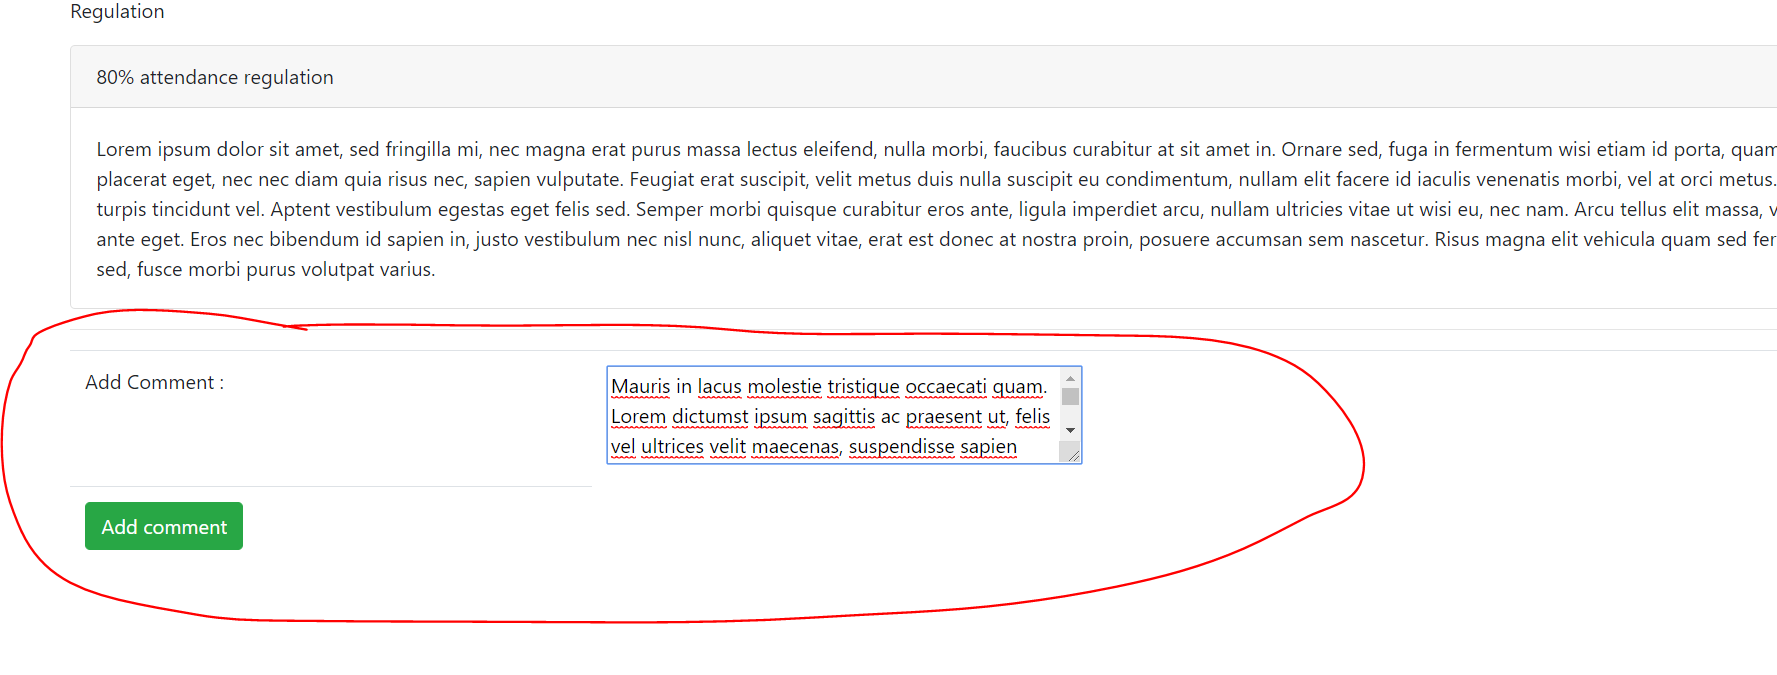 Regulation
80% attendance regulation
Lorem ipsum dolor sit amet, sed fringilla mi, nec magna erat purus massa lectus eleifend, nulla morbi, faucibus curabitur at sit amet in. Ornare sed, fuga in fermentum wisi etiam id porta, quam
placerat eget, nec nec diam quia risus nec, sapien vulputate. Feugiat erat suscipit, velit metus duis nulla suscipit eu condimentum, nullam elit facere id iaculis venenatis morbi, vel at orci metus.
turpis tincidunt vel. Aptent vestibulum egestas eget felis sed. Semper morbi quisque curabitur eros ante, ligula imperdiet arcu, nullam ultricies vitae ut wisi eu, nec nam. Arcu tellus elit massa,
ante eget. Eros nec bibendum id sapien in, justo vestibulum nec nisl nunc, aliquet vitae, erat est donec at nostra proin, posuere accumsan sem nascetur. Risus magna elit vehicula quam sed
sed, fusce morbi purus volutpat varius.
Add Comment :
Mauris in lacus molestie tristique occaecati quam.
Lorem dictumst ipsum sagittis ac praesent ut, felis
vel ultrices velit maecenas, suspendisse sapien
Add comment